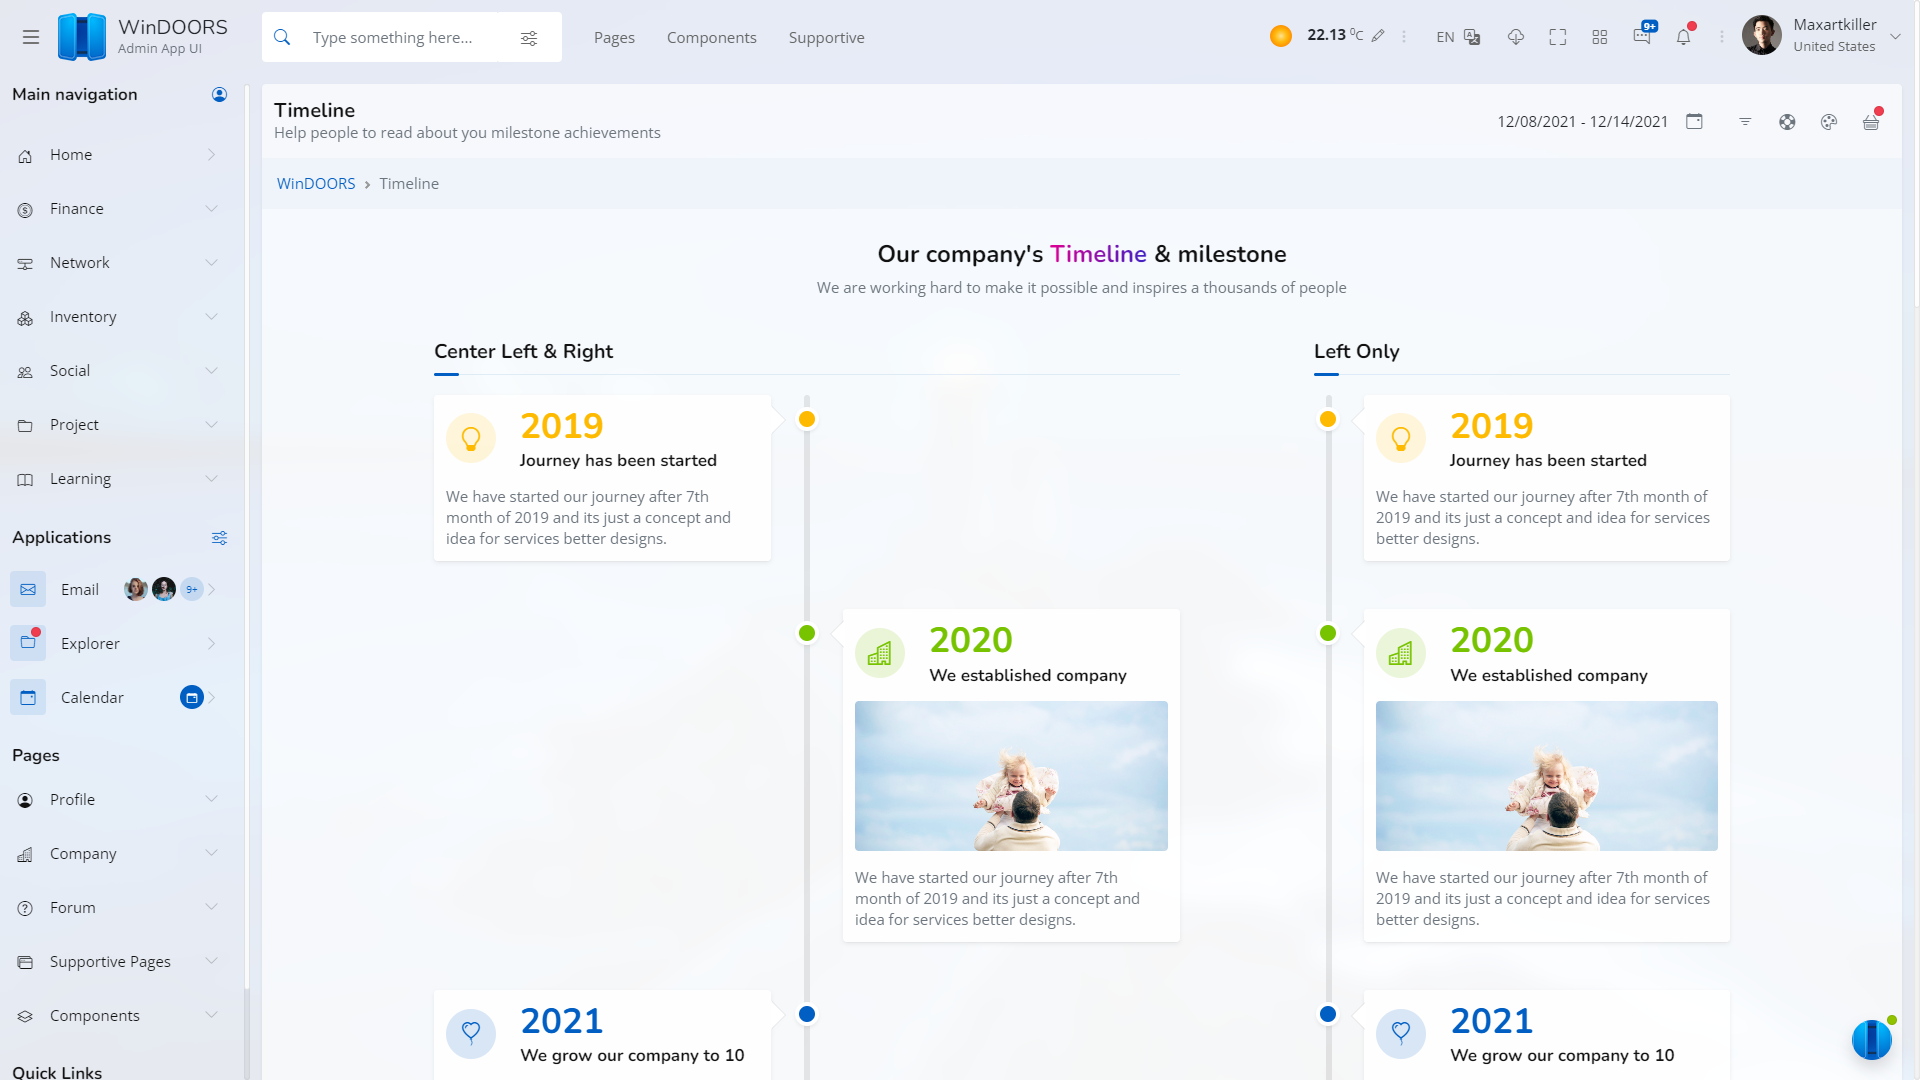 WinDOORS
Admin App UI
Type something here...
Pages
Components
Supportive
22.13 °C
EN
9+
Maxartkiller
United States
Main navigation
Home
Finance
Network
Inventory
Social
Project
Learning
Applications
Email
9+
Explorer
Calendar
Pages
Profile
Company
Forum
Supportive Pages
Components
Quick Links
Timeline
Help people to read about you milestone achievements
12/08/2021 - 12/14/2021
WinDOORS
Timeline
Our company's Timeline & milestone
We are working hard to make it possible and inspires a thousands of people
Center Left & Right
2019
Journey has been started
We have started our journey after 7th
month of 2019 and its just a concept and
idea for services better designs.
2020
We established company
We have started our journey after 7th
month of 2019 and its just a concept and
idea for services better designs.
2021
We grow our company to 10
Left Only
2019
Journey has been started
We have started our journey after 7th month of
2019 and its just a concept and idea for services
better designs.
2020
We established company
We have started our journey after 7th month of
2019 and its just a concept and idea for services
better designs.
2021
We grow our company to 10